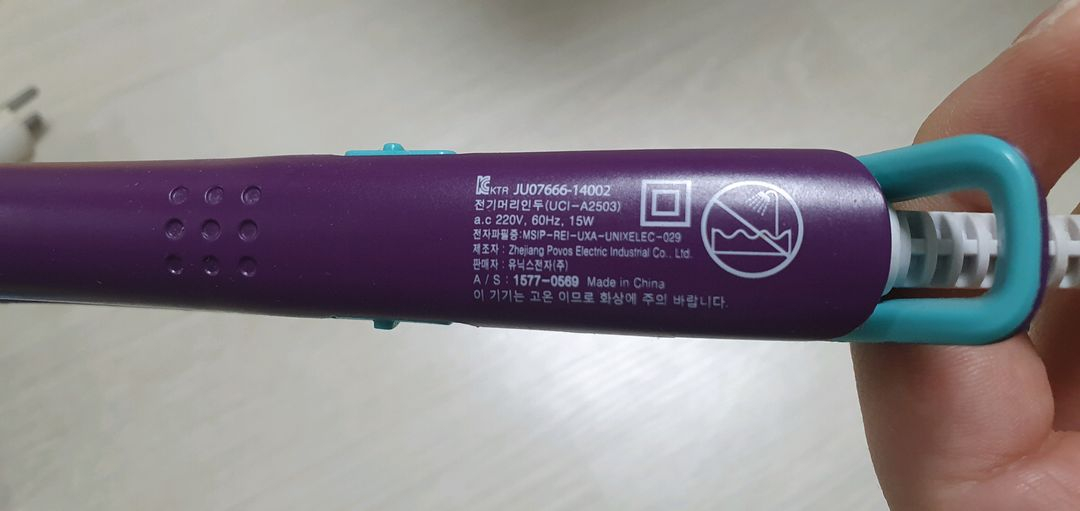 KTR JU07666-14002
전기머리인두(UCI-A2503)
a.c 220V, 60Hz, 15W
전자파필증:MSIP-REI-UXA-UNIXELEC-029
제조자 : Zhejiang Povos Electric Industrial Co., Ltd.
판매자 : 유닉스전자(주)
A / S : 1577-0569 Made in China
이 기기는 고온 이므로 화상에 주의 바랍니다.